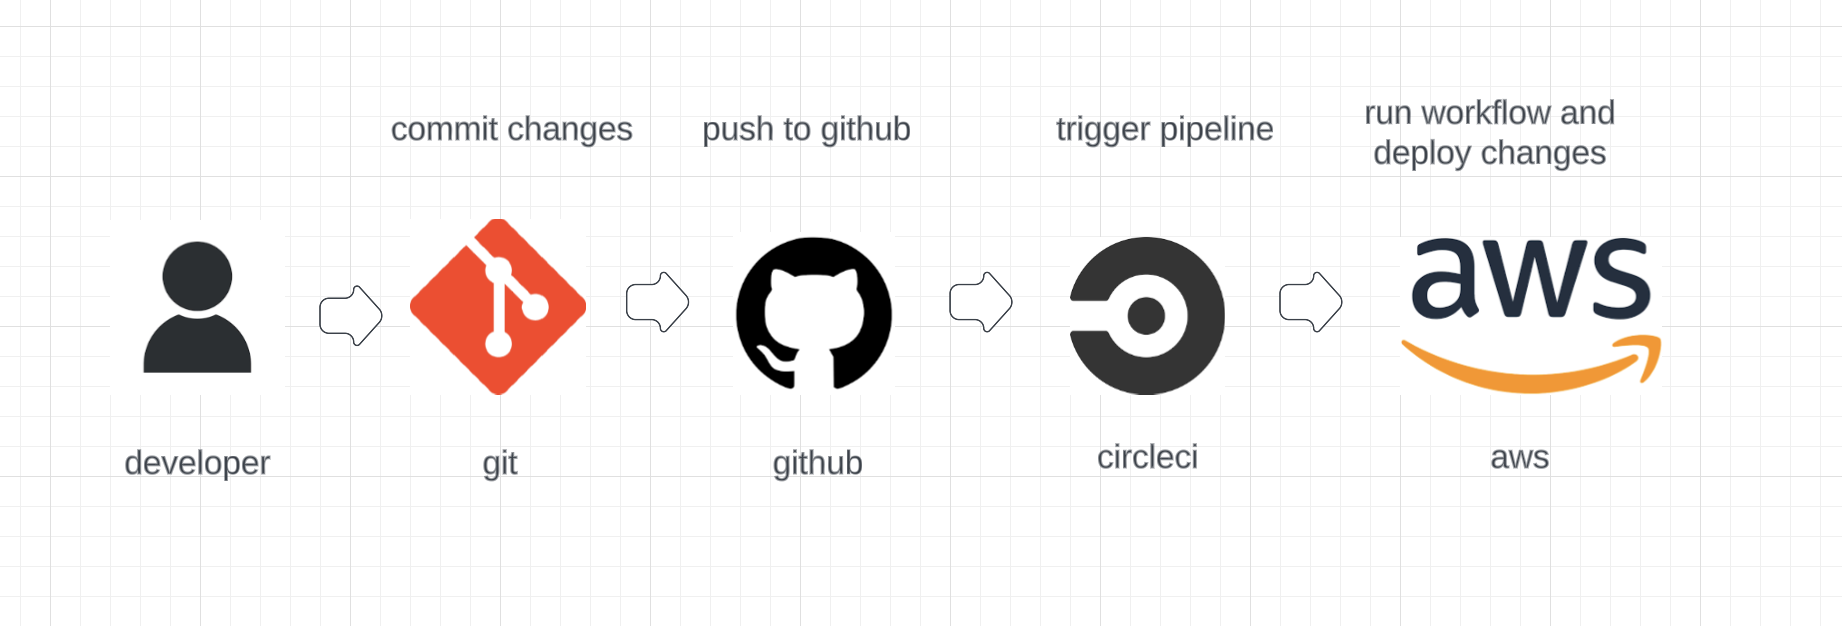 commit changes
push to github
trigger pipeline
run workflow and
deploy changes
aws
developer
git
github
circleci
aws